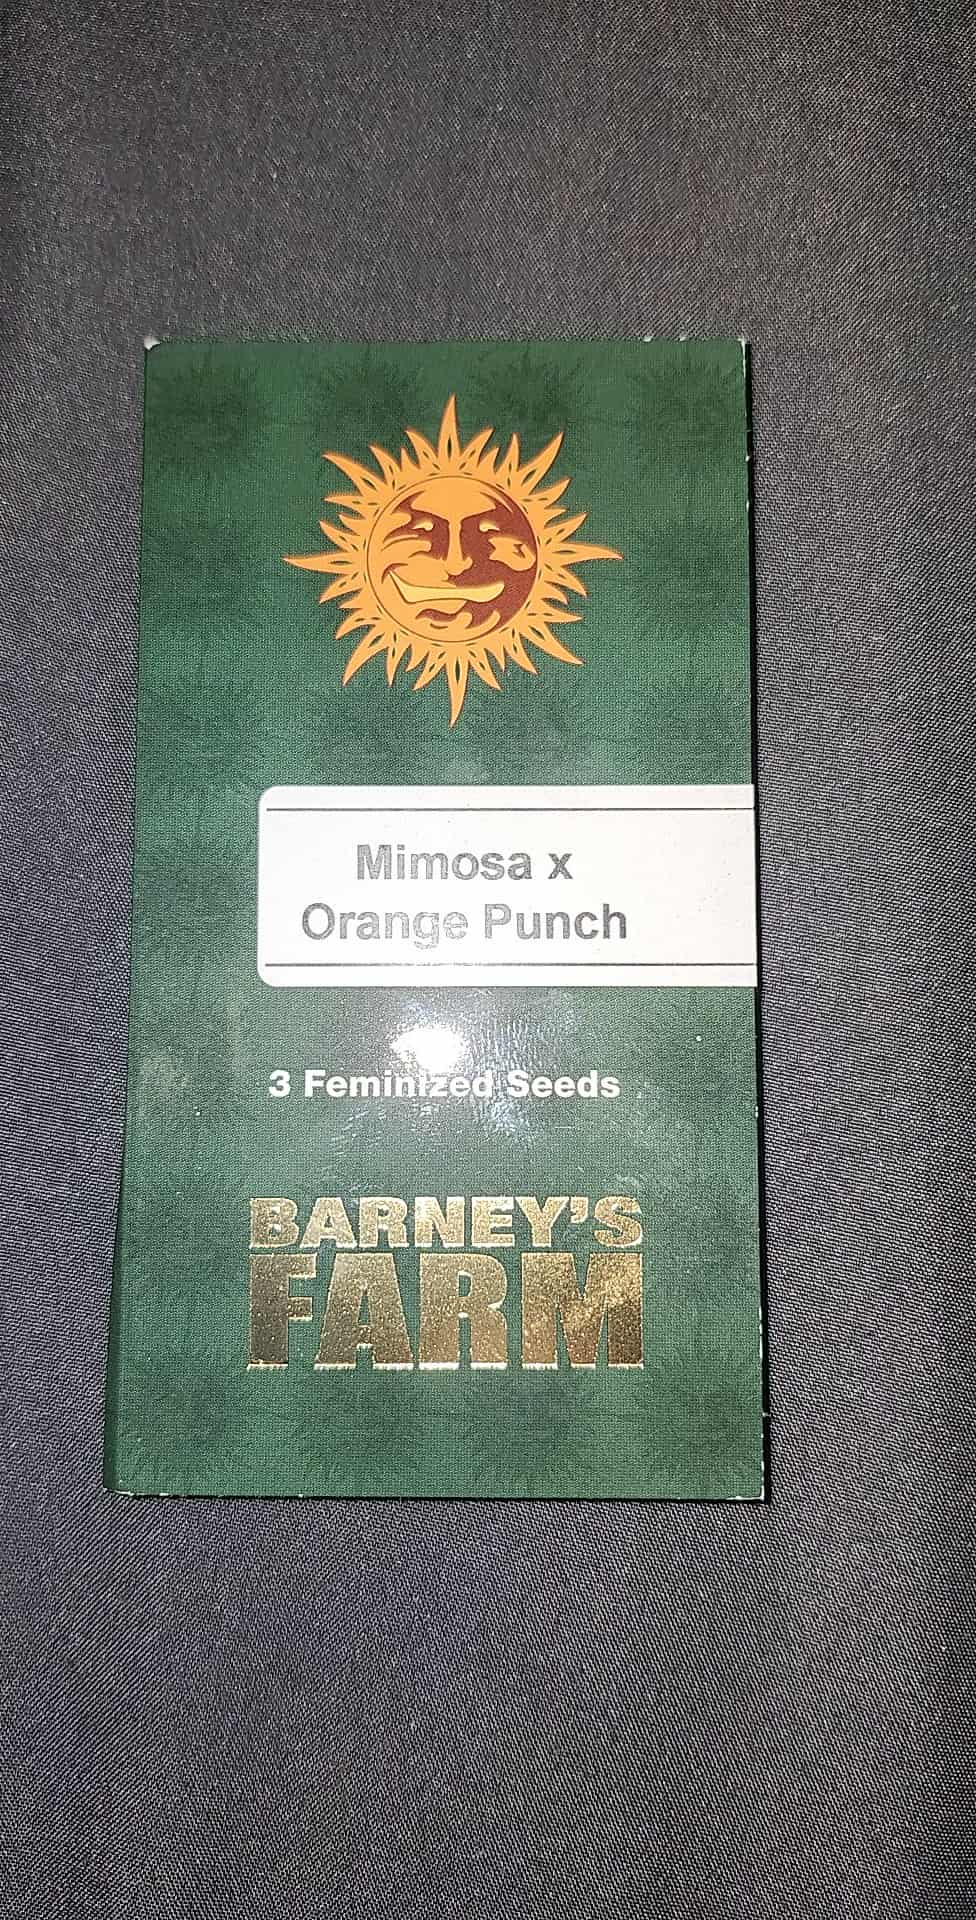 Mimosa x
Orange Punch
3 Feminized Seeds
BARNEY'S
FARM